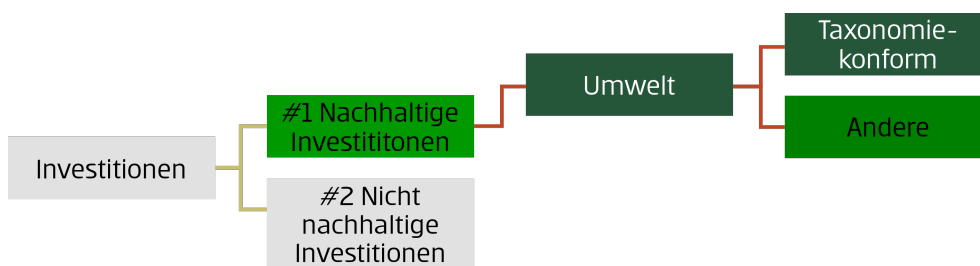 Investitionen
#1 Nachhaltige
Investititonen
#2 Nicht
nachhaltige
Investitionen
Umwelt
Taxonomie-
konform
Andere